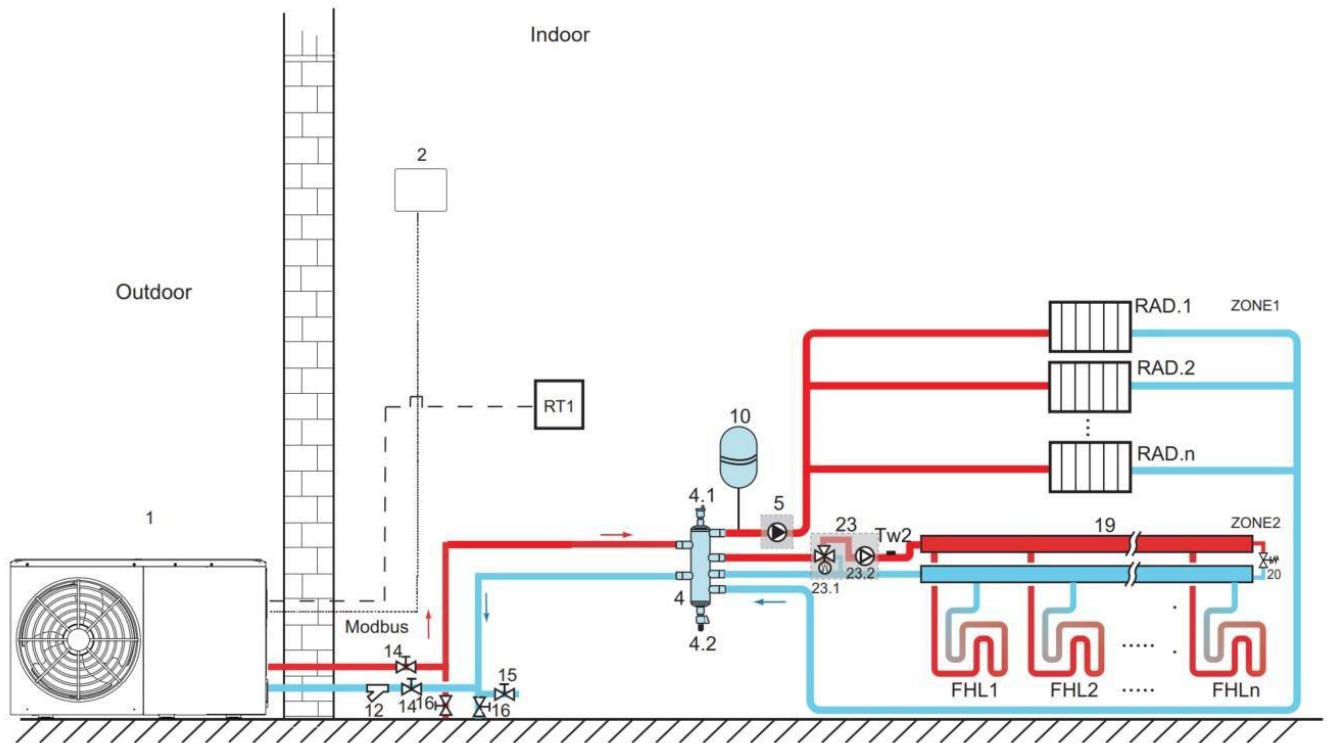 Indoor
2
Outdoor
RAD.1
ZONE1
RAD.2
RT1
10
RAD.n
4.1
5
1
23
Tw2
19
ZONE2
23.1
23.2
20
4
Modbus
4.2
14
15
12
14
16
16
FHL1
FHL2
FHLn